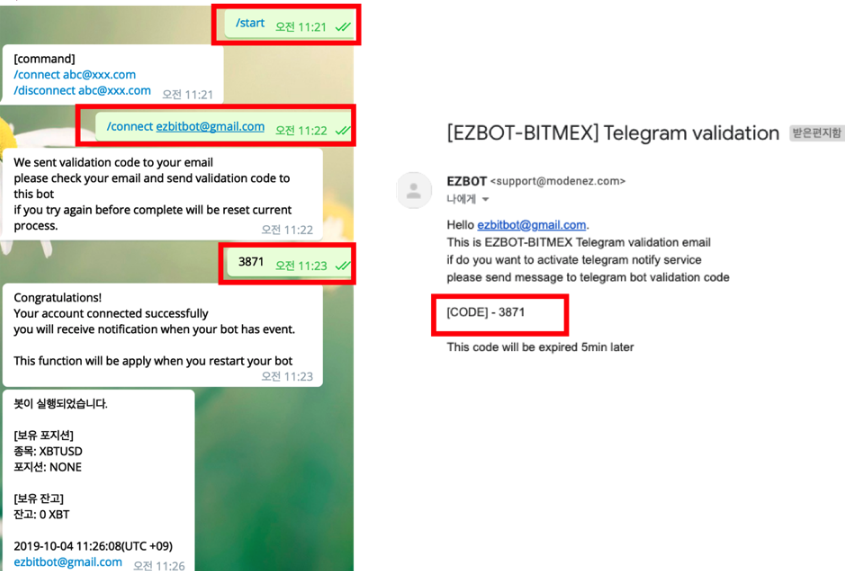 /start 오전 11:21
[command]
/connect abc@xxx.com
/disconnect abc@xxx.com 오전 11:21
/connect ezbitbot@gmail.com 오전 11:22
We sent validation code to your email
please check your email and send validation code to
this bot
if you try again before complete will be reset current
process. 오전 11:22
3871 오전 11:23
Congratulations!
Your account connected successfully
you will receive notification when your bot has event.
This function will be apply when you restart your bot
오전 11:23
봇이 실행되었습니다.
[보유 포지션]
종목: XBTUSD
포지션: NONE
[보유 잔고]
잔고: 0 XBT
2019-10-04 11:26:08(UTC +09)
ezbitbot@gmail.com 오전 11:26
[EZBOT-BITMEX] Telegram validation 받은편지함
EZBOT <support@modenez.com>
나에게
Hello ezbitbot@gmail.com.
This is EZBOT-BITMEX Telegram validation email
if do you want to activate telegram notify service
please send message to telegram bot validation code
[CODE] - 3871
This code will be expired 5min later